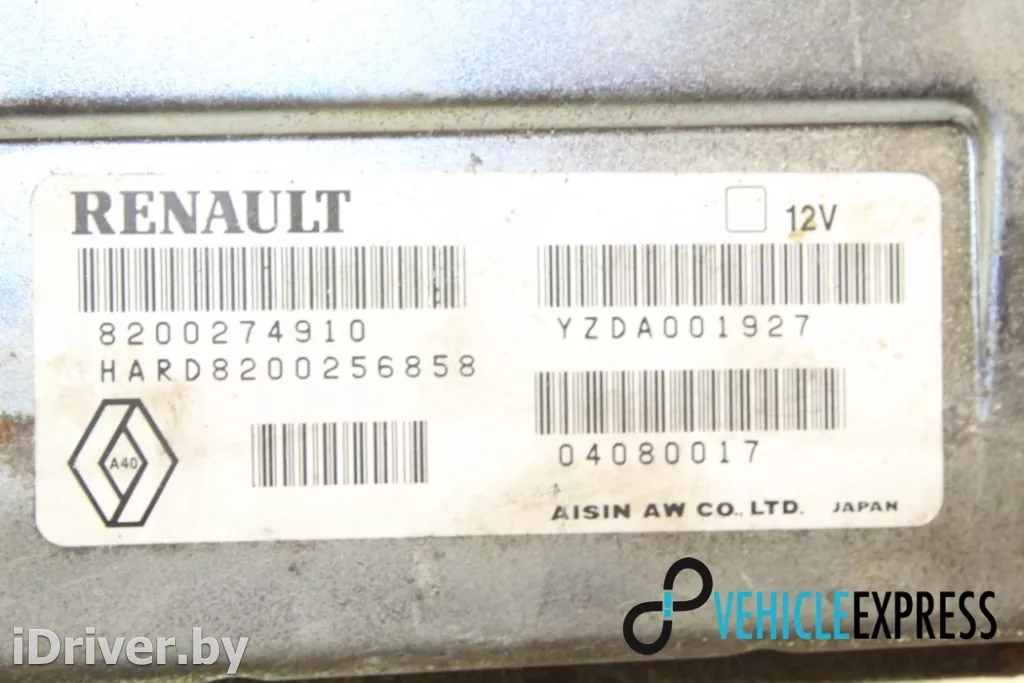 RENAULT
12V
8200274910
YZDA001927
HARD8200256858
04080017
A40
AISIN AW CO., LTD. JAPAN
VEHICLEEXPRESS
iDriver.by